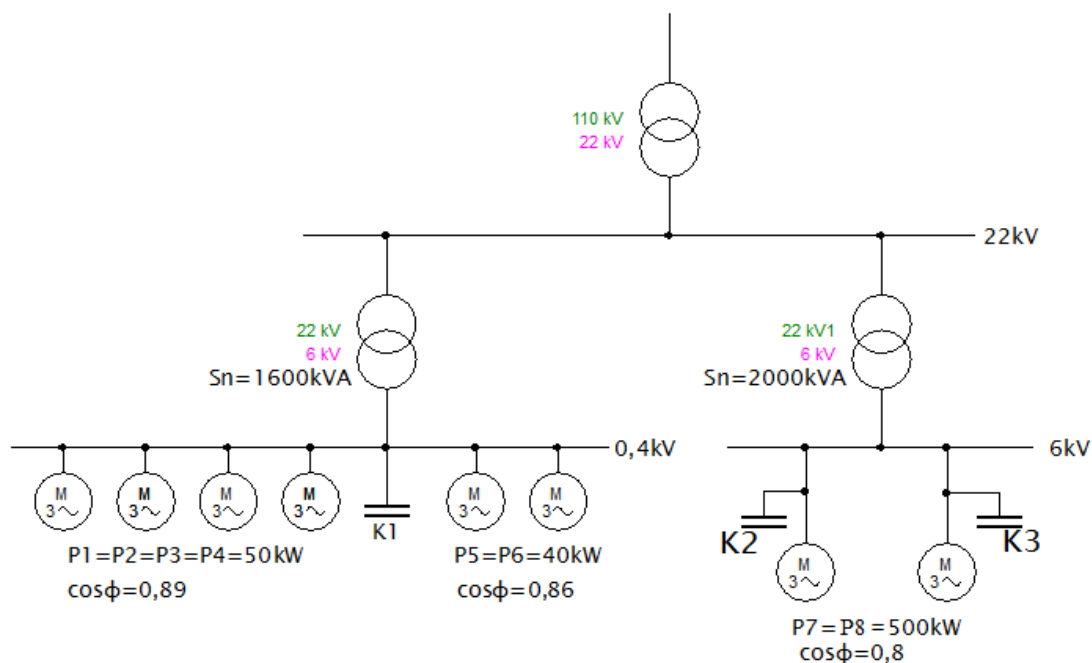 110 kV
22 kV
22kV
22 kV
6 kV
Sn=1600kVA
22 kV1
6 kV
Sn=2000kVA
0,4kV
6kV
M
3~
M
3~
M
3~
M
3~
K1
M
3~
M
3~
K2
M
3~
K3
M
3~
P1=P2=P3=P4=50kW
cosϕ=0,89
P5=P6=40kW
cosϕ=0,86
P7=P8=500kW
cosϕ=0,8